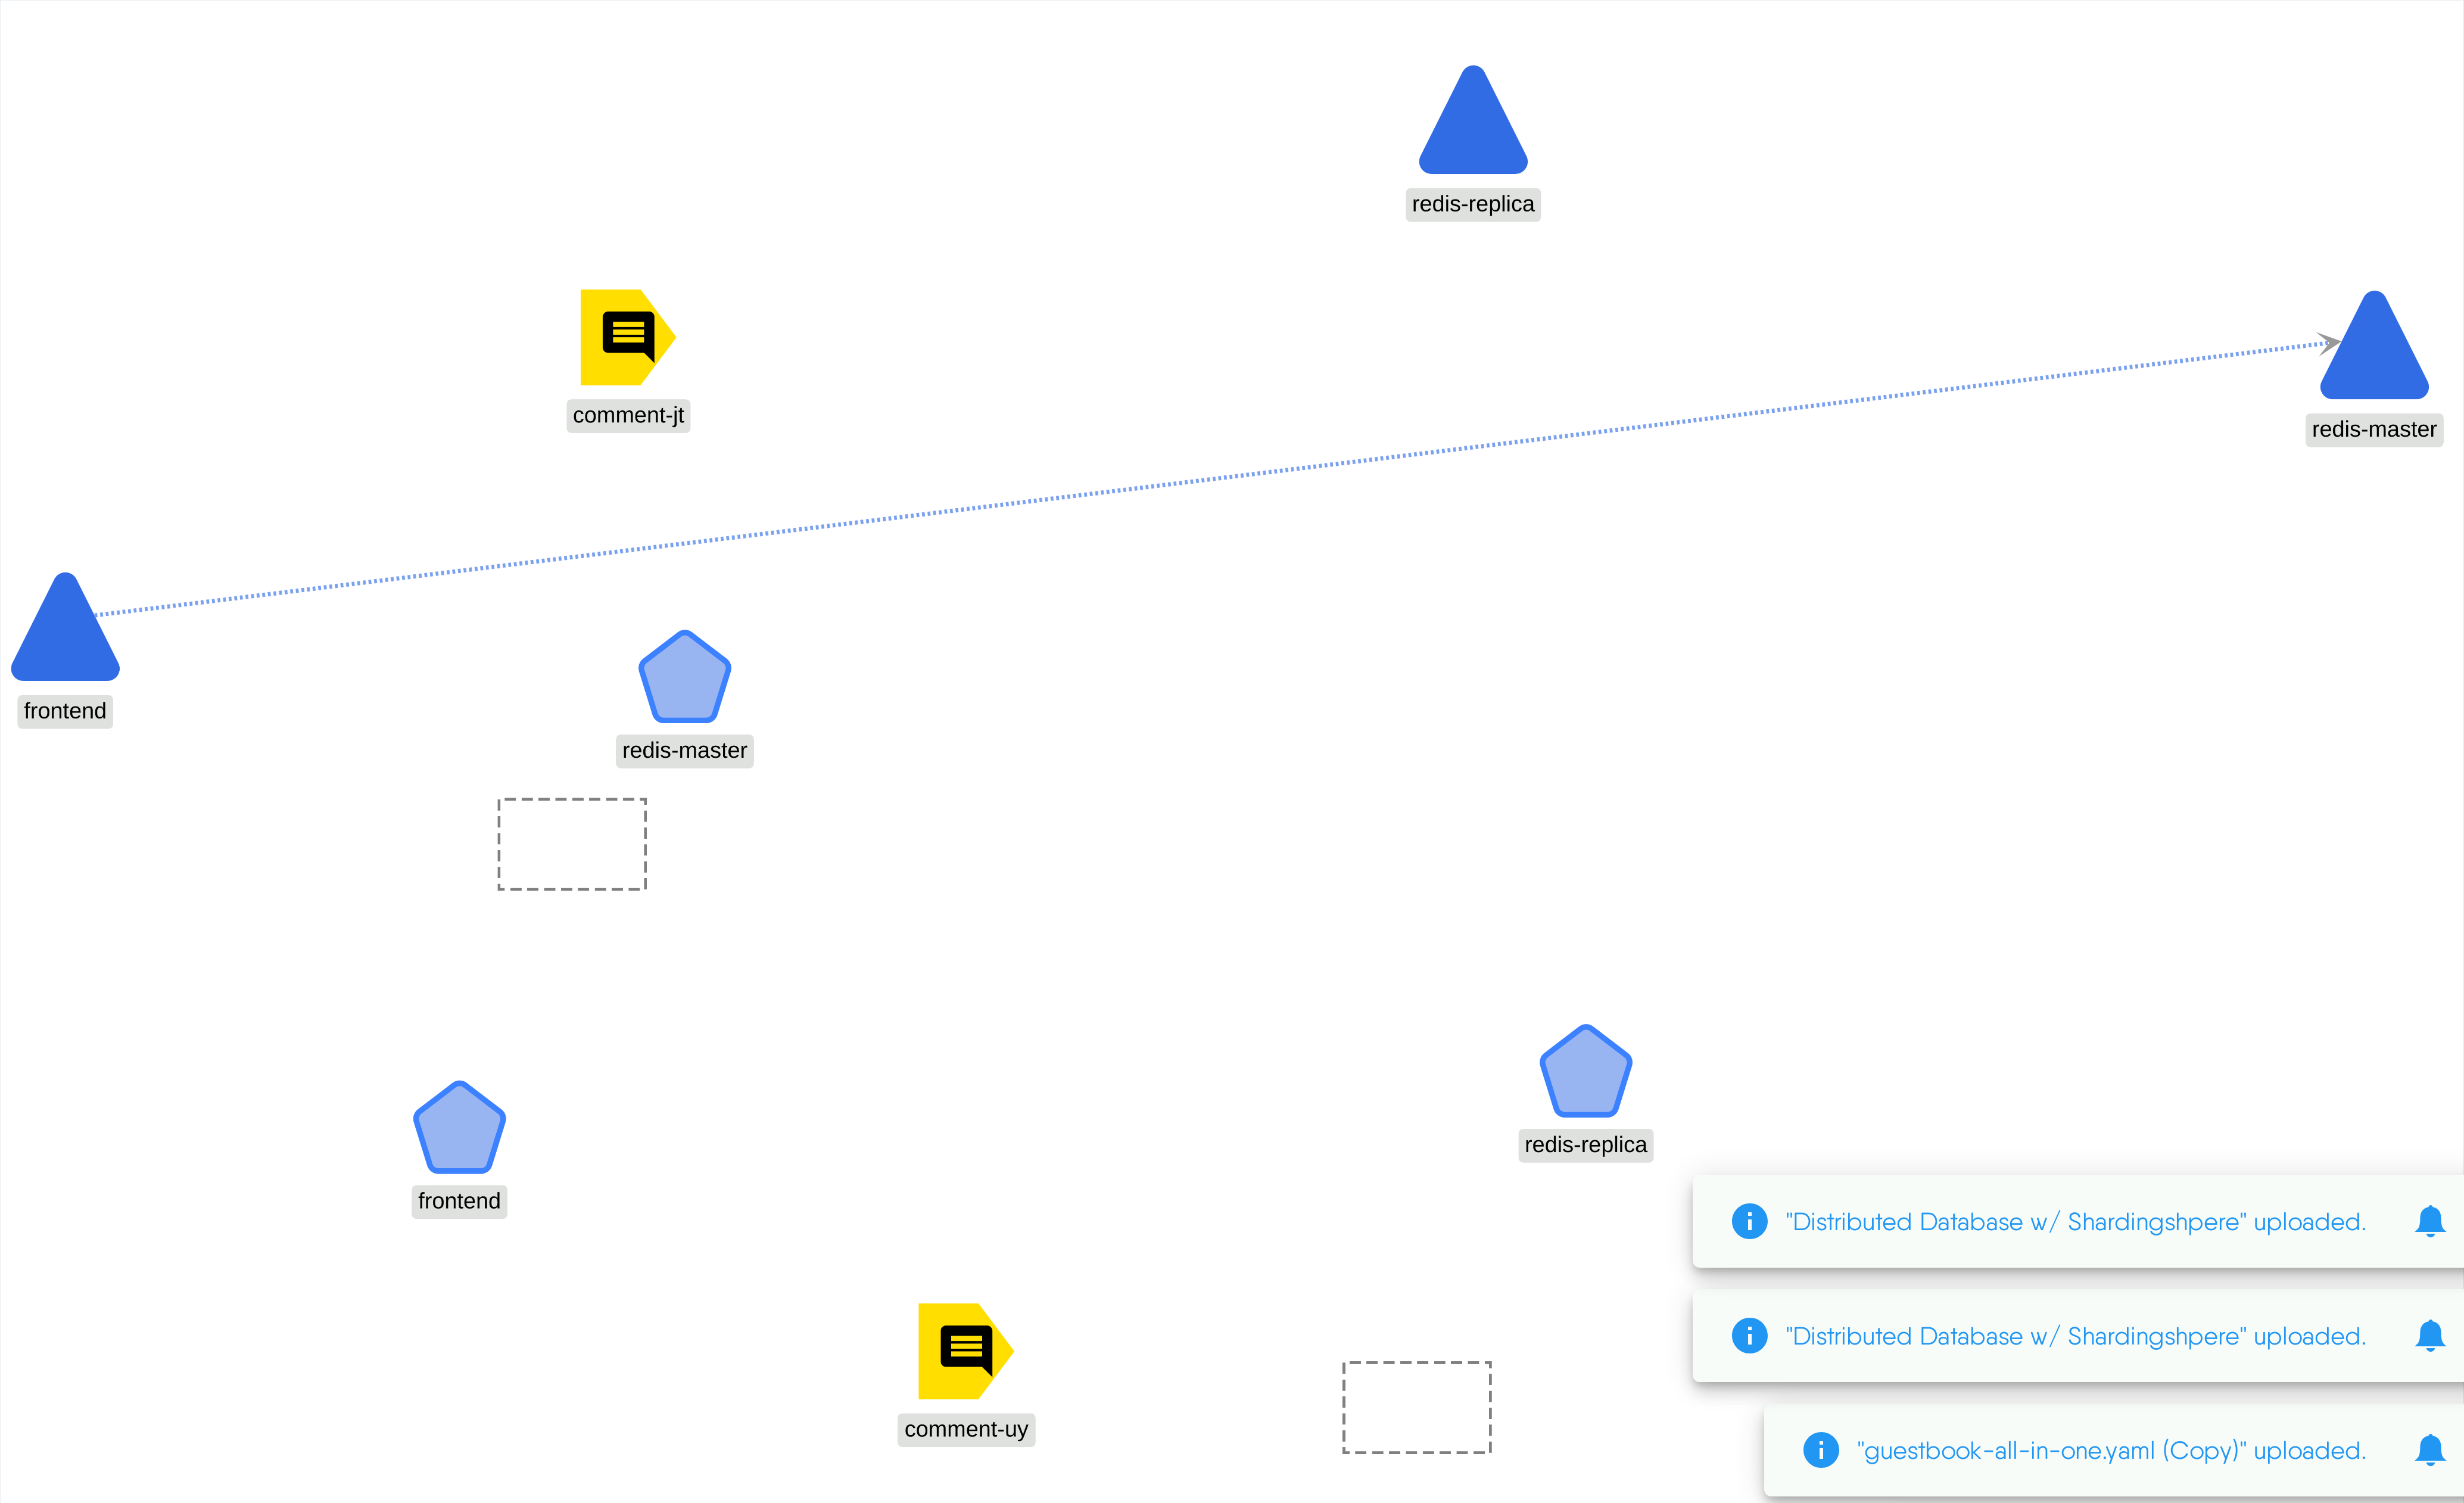 redis-replica
comment-jt
redis-master
frontend
redis-master
redis-replica
frontend
"Distributed Database w/ Shardingshpere" uploaded.
"Distributed Database w/ Shardingshpere" uploaded.
comment-uy
"guestbook-all-in-one.yaml (Copy)" uploaded.